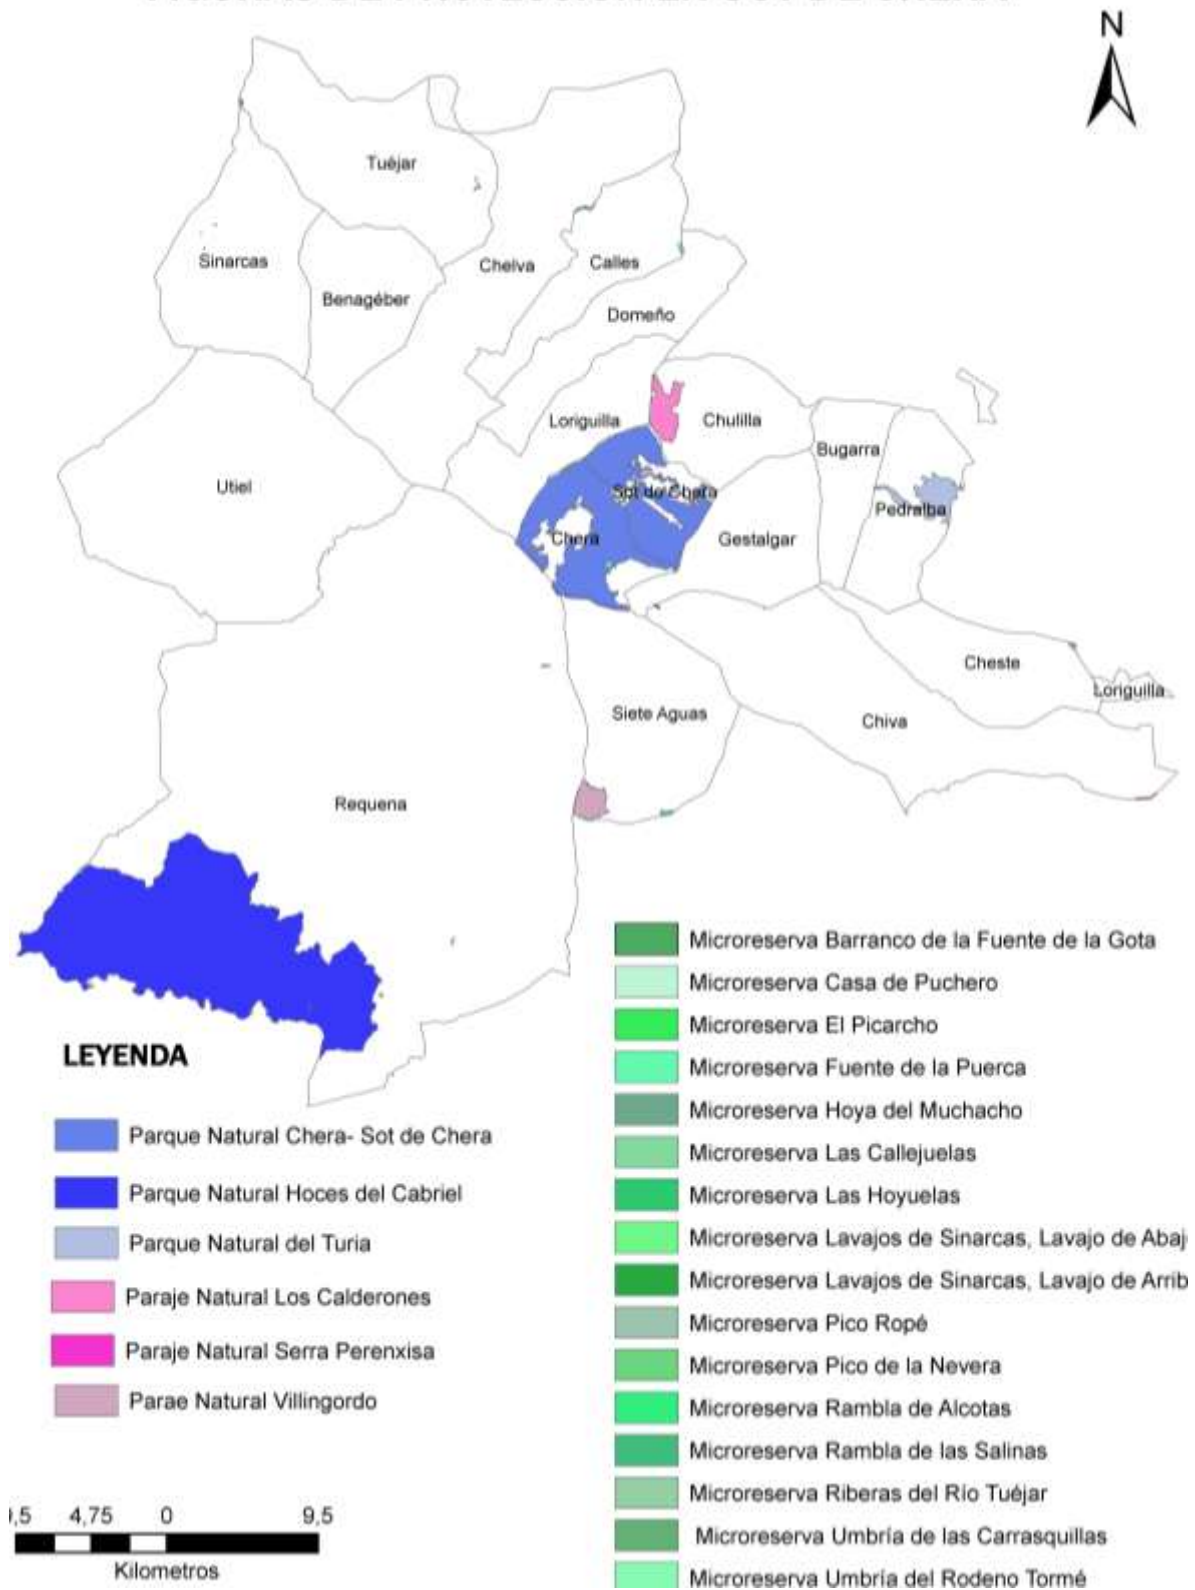 N
Tuéjar
Sinarcas
Benagéber
Chelva
Calles
Domeño
Loriguilla
Chulilla
Bugarra
Utiel
Sot de Chera
Pedralba
Chera
Gestalgar
Cheste
Loriguilla
Siete Aguas
Chiva
Requena
LEYENDA
Parque Natural Chera- Sot de Chera
Parque Natural Hoces del Cabriel
Parque Natural del Turia
Paraje Natural Los Calderones
Paraje Natural Serra Perenxisa
Parae Natural Villingordo
Microreserva Barranco de la Fuente de la Gota
Microreserva Casa de Puchero
Microreserva El Picarcho
Microreserva Fuente de la Puerca
Microreserva Hoya del Muchacho
Microreserva Las Callejuelas
Microreserva Las Hoyuelas
Microreserva Lavajos de Sinarcas, Lavajo de Abaj
Microreserva Lavajos de Sinarcas, Lavajo de Arrib
Microreserva Pico Ropé
Microreserva Pico de la Nevera
Microreserva Rambla de Alcotas
Microreserva Rambla de las Salinas
Microreserva Riberas del Río Tuéjar
Microreserva Umbría de las Carrasquillas
Microreserva Umbría del Rodeno Tormé
,5 4,75 0 9,5
Kilometros